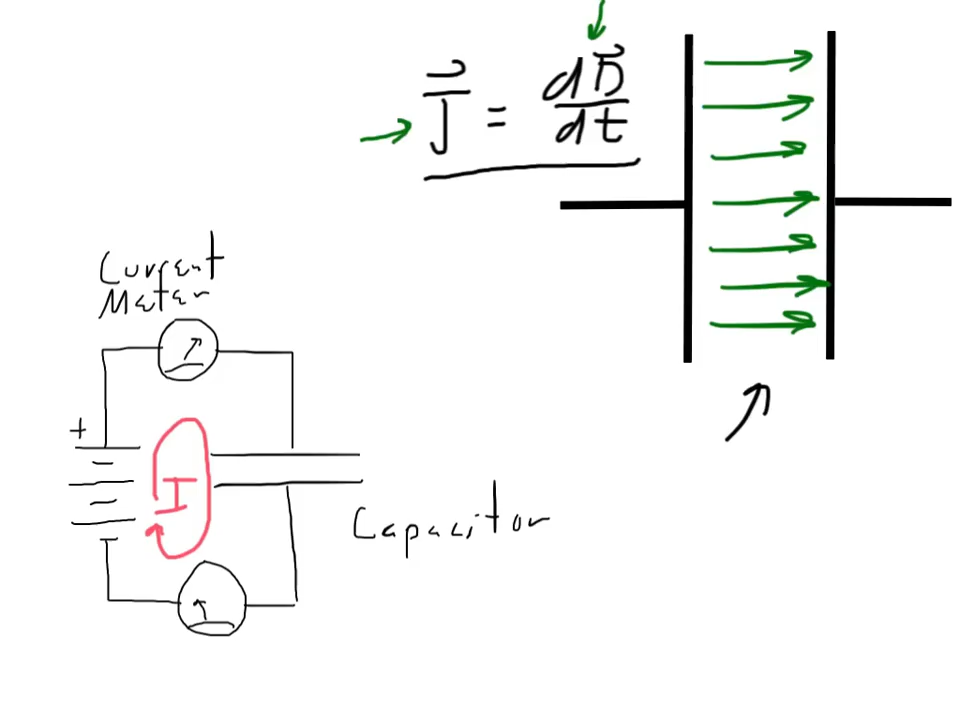 J⃗ = dD⃗/dt
Current
Meter
+
I
Capacitor